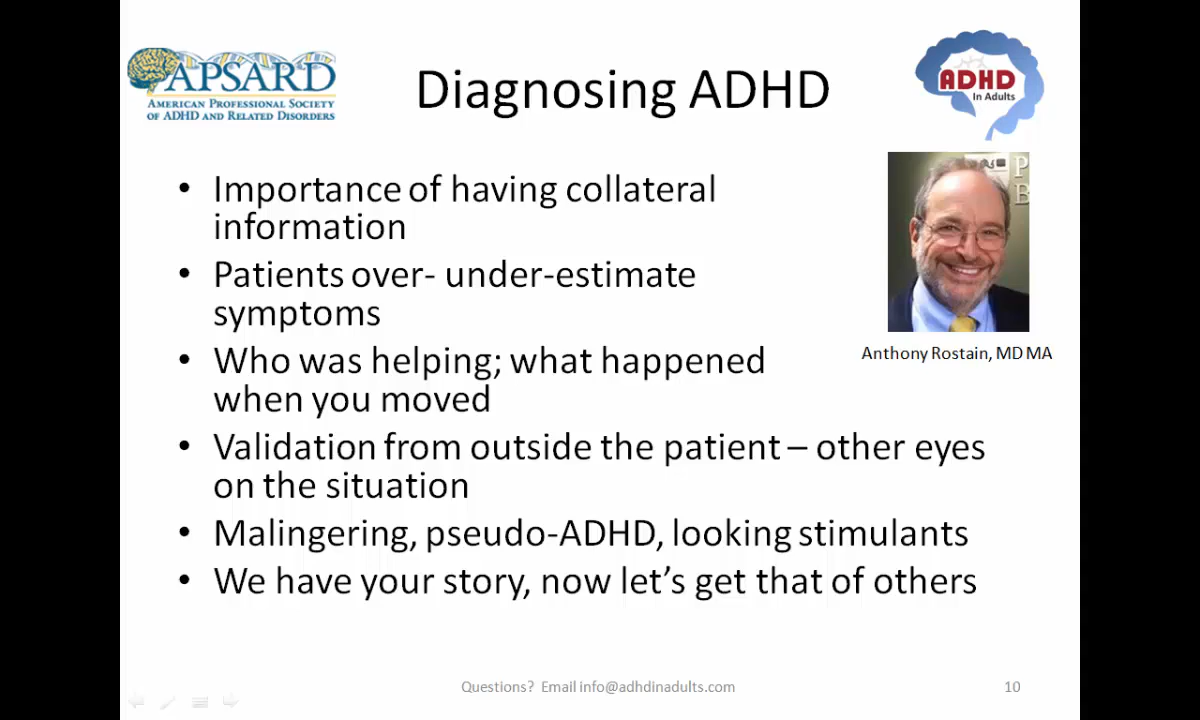 APSARD
AMERICAN PROFESSIONAL SOCIETY
OF ADHD AND RELATED DISORDERS
Diagnosing ADHD
ADHD
In Adults
• Importance of having collateral
information
• Patients over- under-estimate
symptoms
• Who was helping; what happened
when you moved
• Validation from outside the patient – other eyes
on the situation
• Malingering, pseudo-ADHD, looking stimulants
• We have your story, now let's get that of others
P
B
Anthony Rostain, MD MA
Questions? Email info@adhdinadults.com
10